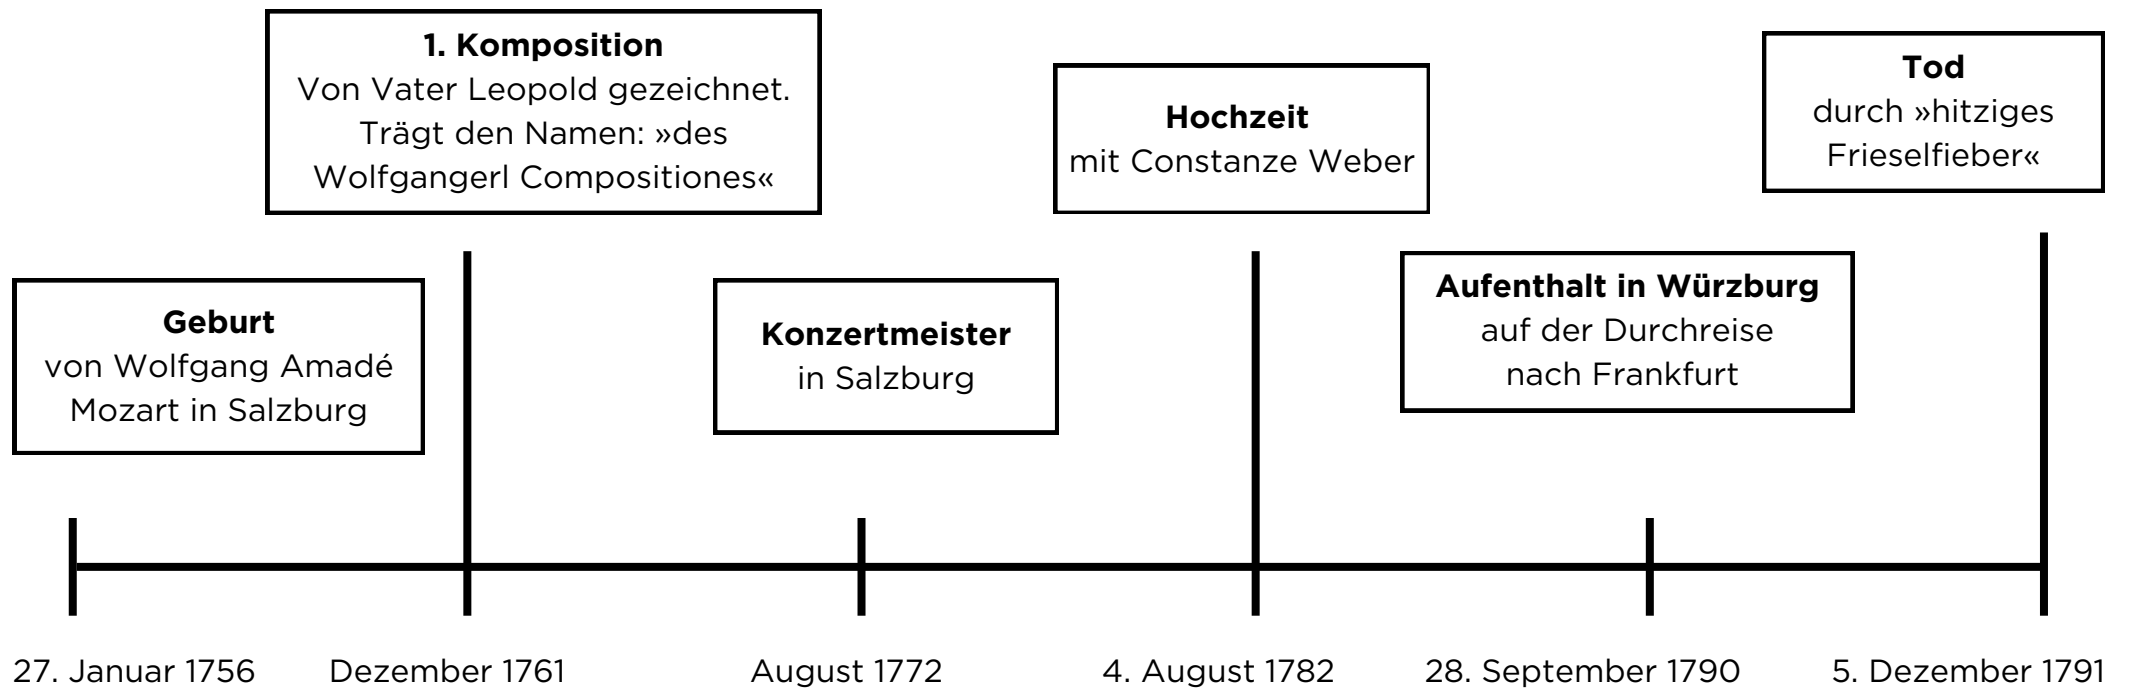 1. Komposition
Von Vater Leopold gezeichnet.
Trägt den Namen: »des
Wolfgangerl Compositiones«
Hochzeit
mit Constanze Weber
Tod
durch »hitziges
Frieselfieber«
Geburt
von Wolfgang Amadé
Mozart in Salzburg
Konzertmeister
in Salzburg
Aufenthalt in Würzburg
auf der Durchreise
nach Frankfurt
27. Januar 1756
Dezember 1761
August 1772
4. August 1782
28. September 1790
5. Dezember 1791